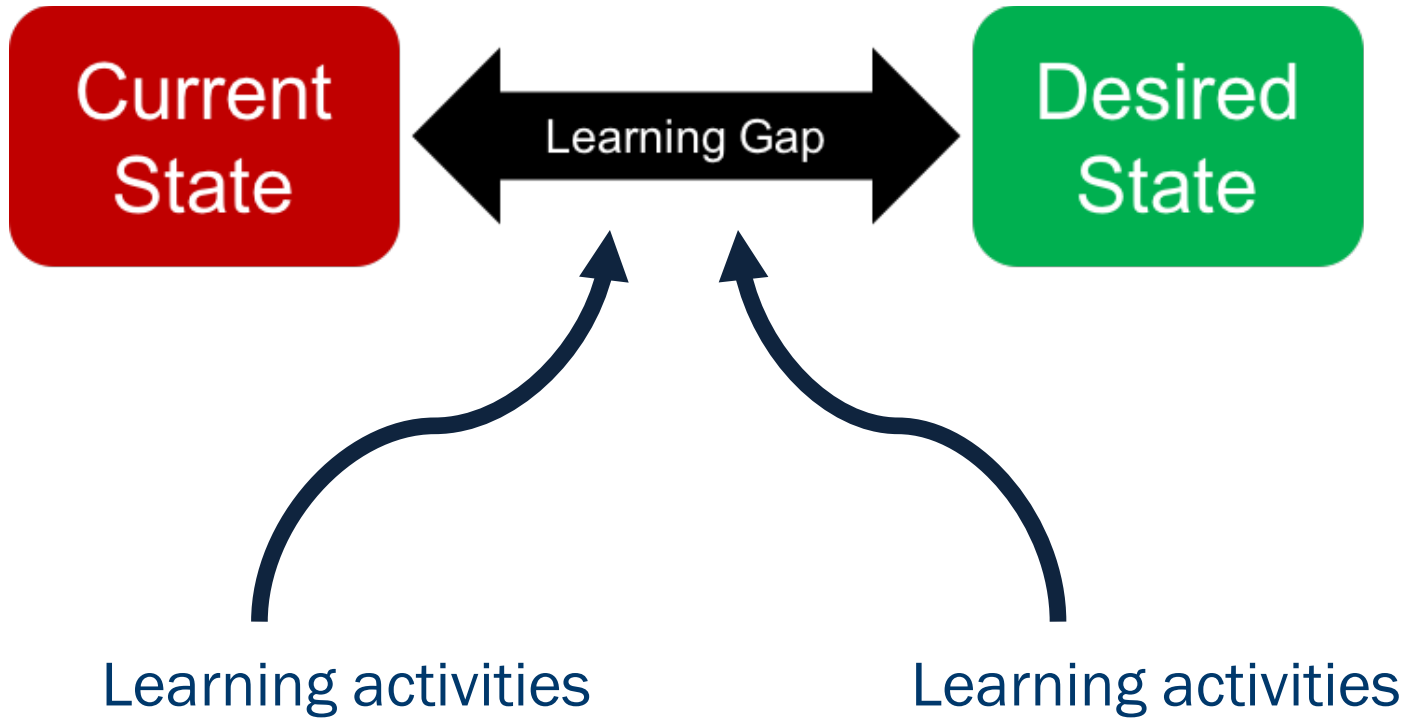 Current
State
Learning Gap
Desired
State
Learning activities
Learning activities